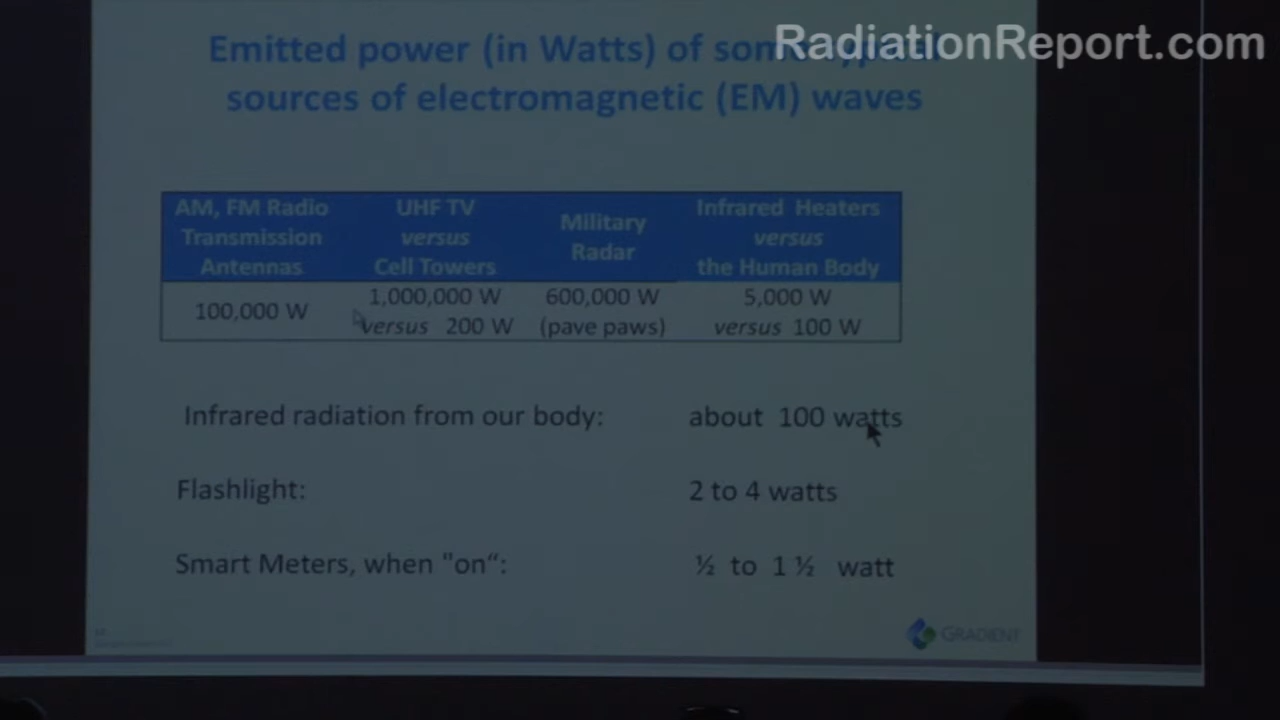 RadiationReport.com
Emitted power (in Watts) of some
sources of electromagnetic (EM) waves
AM, FM Radio
Transmission
Antennas
UHF TV
versus
Cell Towers
Military
Radar
Infrared Heaters
versus
the Human Body
100,000 W
1,000,000 W
versus 200 W
600,000 W
(pave paws)
5,000 W
versus 100 W
Infrared radiation from our body: about 100 watts
Flashlight: 2 to 4 watts
Smart Meters, when "on“: ½ to 1 ½ watt
GRADIENT